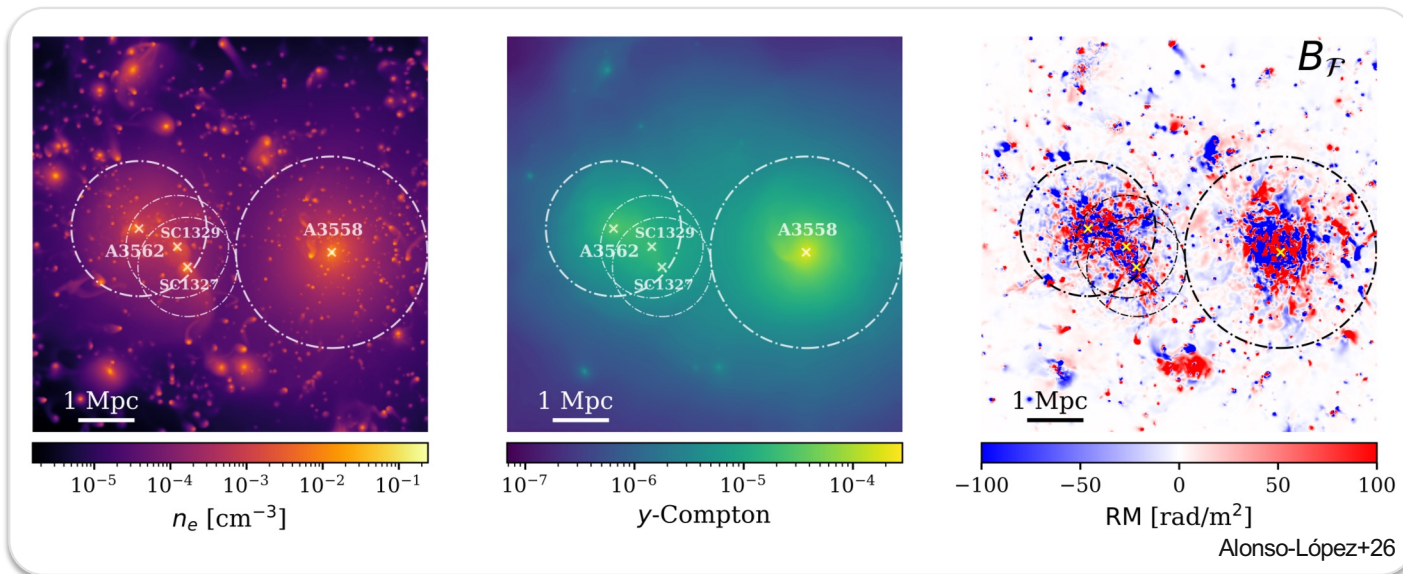 A3558
SC1329
A3562
SC1327
1 Mpc
10⁻⁵ 10⁻⁴ 10⁻³ 10⁻² 10⁻¹
nₑ [cm⁻³]
A3558
SC1329
A3562
SC1327
1 Mpc
10⁻⁷ 10⁻⁶ 10⁻⁵ 10⁻⁴
y-Compton
B_ℱ
1 Mpc
−100 −50 0 50 100
RM [rad/m²]
Alonso-López+26